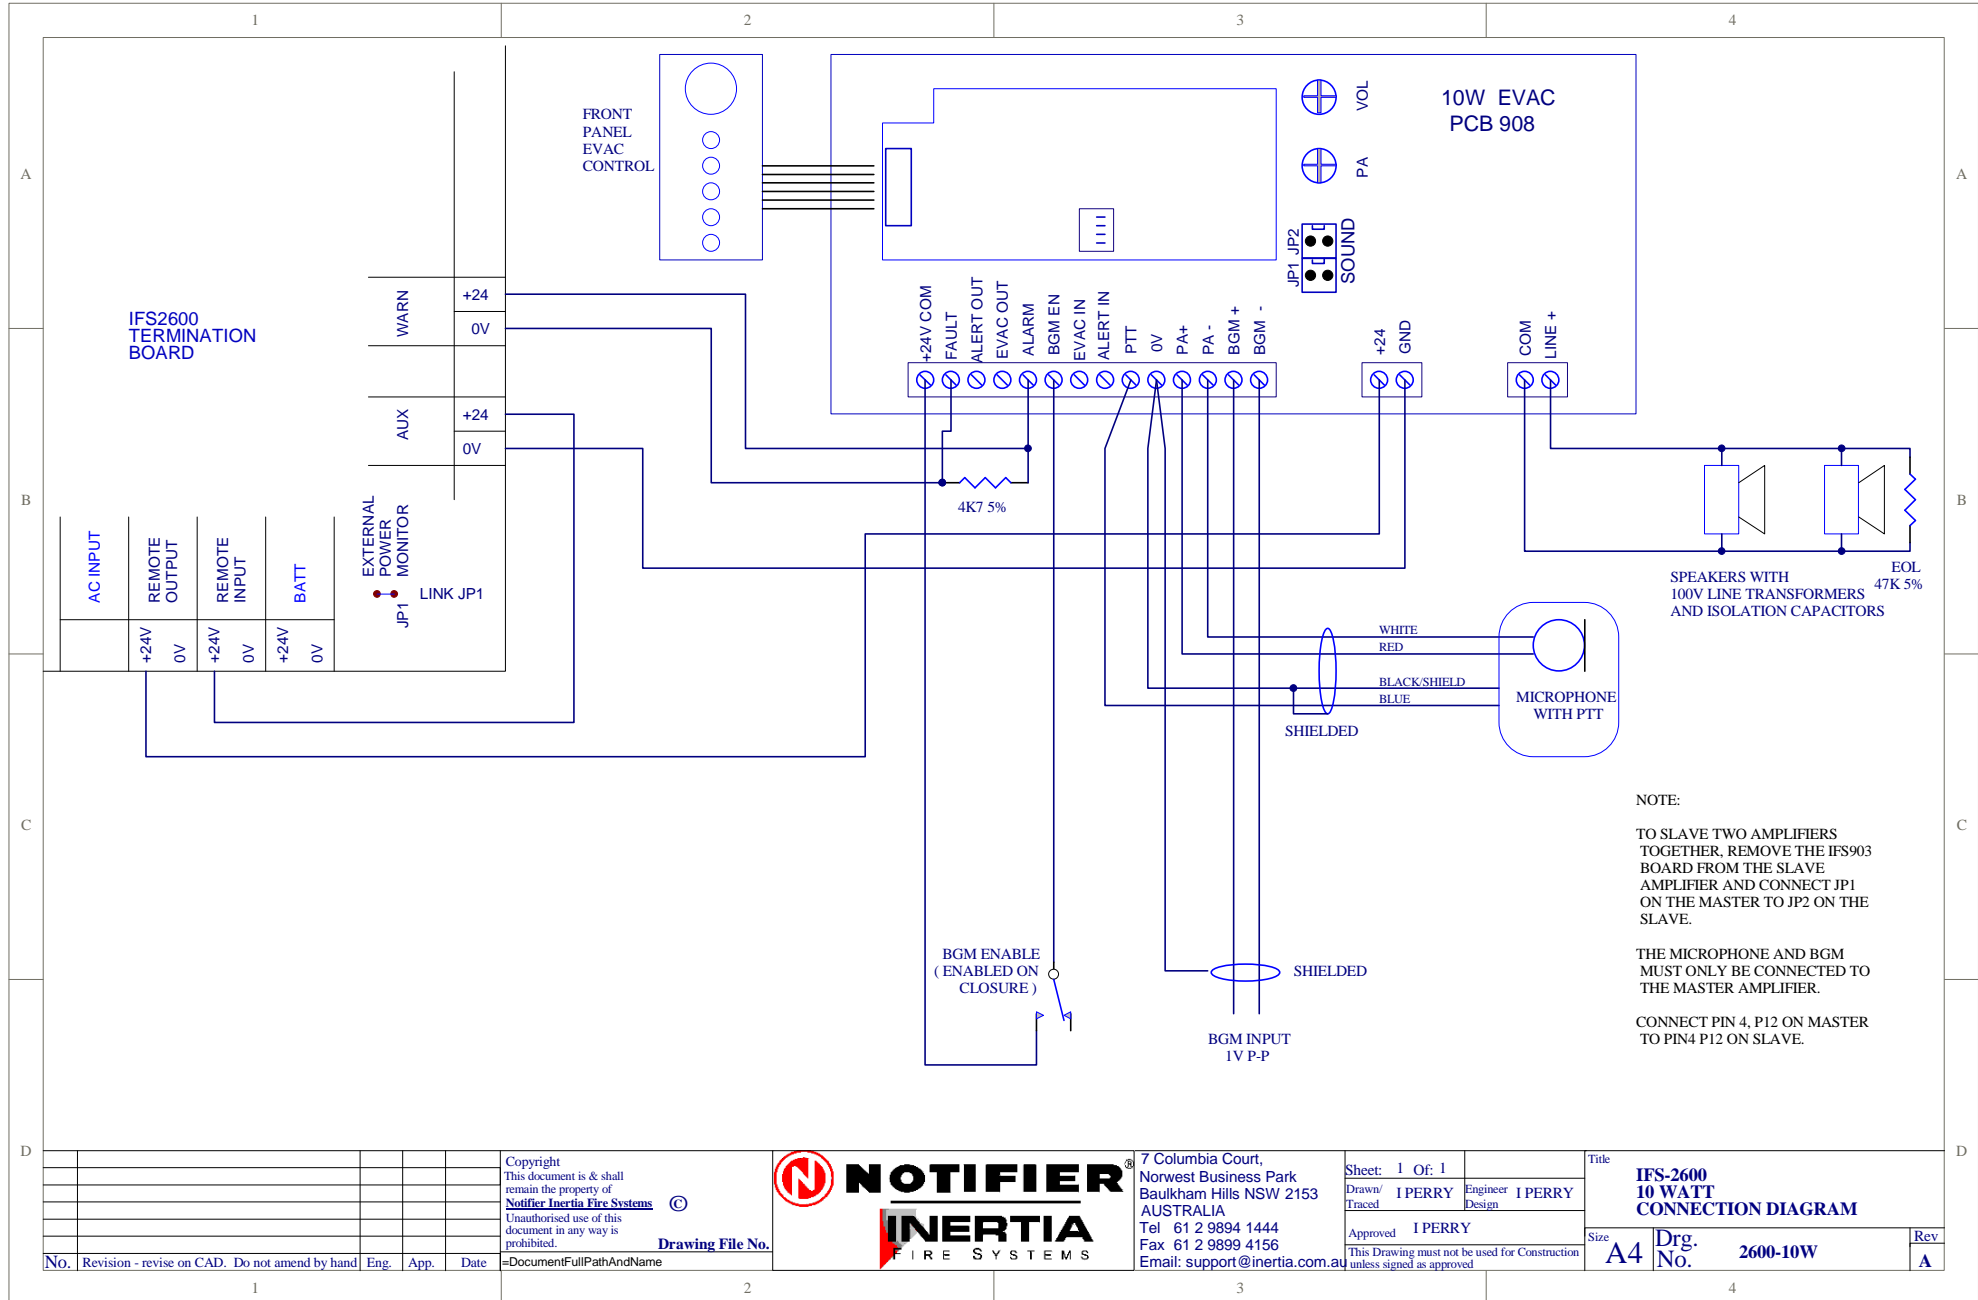 1
2
3
4
A
A
B
B
C
C
D
D
FRONT
PANEL
EVAC
CONTROL
VOL
PA
10W EVAC
PCB 908
JP1 JP2
SOUND
IFS2600
TERMINATION
BOARD
WARN
+24
0V
AUX
+24
0V
+24V COM
FAULT
ALERT OUT
EVAC OUT
ALARM
BGM EN
EVAC IN
ALERT IN
PTT
0V
PA+
PA -
BGM +
BGM -
+24
GND
COM
LINE +
4K7 5%
AC INPUT
REMOTE
OUTPUT
REMOTE
INPUT
BATT
EXTERNAL
POWER
MONITOR
JP1
LINK JP1
+24V
0V
+24V
0V
+24V
0V
SPEAKERS WITH
100V LINE TRANSFORMERS
AND ISOLATION CAPACITORS
EOL
47K 5%
WHITE
RED
BLACK/SHIELD
BLUE
SHIELDED
MICROPHONE
WITH PTT
BGM ENABLE
( ENABLED ON
CLOSURE )
SHIELDED
BGM INPUT
1V P-P
NOTE:
TO SLAVE TWO AMPLIFIERS
TOGETHER, REMOVE THE IFS903
BOARD FROM THE SLAVE
AMPLIFIER AND CONNECT JP1
ON THE MASTER TO JP2 ON THE
SLAVE.
THE MICROPHONE AND BGM
MUST ONLY BE CONNECTED TO
THE MASTER AMPLIFIER.
CONNECT PIN 4, P12 ON MASTER
TO PIN4 P12 ON SLAVE.
No.
Revision - revise on CAD. Do not amend by hand
Eng.
App.
Date
Copyright
This document is & shall
remain the property of
Notifier Inertia Fire Systems ©
Unauthorised use of this
document in any way is
prohibited.
Drawing File No.
=DocumentFullPathAndName
N NOTIFIER®
INERTIA
FIRE SYSTEMS
7 Columbia Court,
Norwest Business Park
Baulkham Hills NSW 2153
AUSTRALIA
Tel 61 2 9894 1444
Fax 61 2 9899 4156
Email: support@inertia.com.au
Sheet: 1 Of: 1
Drawn/
Traced
I PERRY
Engineer
Design
I PERRY
Approved I PERRY
This Drawing must not be used for Construction
unless signed as approved
Title
IFS-2600
10 WATT
CONNECTION DIAGRAM
Size
A4
Drg.
No.
2600-10W
Rev
A
1
2
3
4